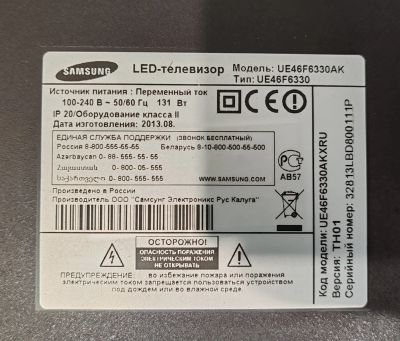 SAMSUNG
LED-телевизор
Модель: UE46F6330AK
Тип: UE46F6330
Источник питания : Переменный ток
100-240 В ~ 50/60 Гц 131 Вт
IP 20/Оборудование класса II
Дата изготовления: 2013.08.
ЕДИНАЯ СЛУЖБА ПОДДЕРЖКИ (ЗВОНОК БЕСПЛАТНЫЙ)
Россия 8-800-555-55-55 Беларусь 8-10-800-500-55-500
Azərbaycan 0-88-555-55-55
Հայաստան 0-800-05-555
საქართველო 0-800-555-555
WWW.SAMSUNG.COM
CE
АВ57
Произведено в России
Производитель ООО "Самсунг Электроникс Рус Калуга"
ОСТОРОЖНО!
ОПАСНОСТЬ ПОРАЖЕНИЯ
ЭЛЕКТРИЧЕСКИМ ТОКОМ
НЕ ОТКРЫВАТЬ
ПРЕДУПРЕЖДЕНИЕ: во избежание пожара или поражения
электрическим током запрещается пользоваться устройством
под дождем или во влажной среде.
Код модели: UE46F6330AKXRU
Версия: TH01
Серийный номер: 32813LBD800111P